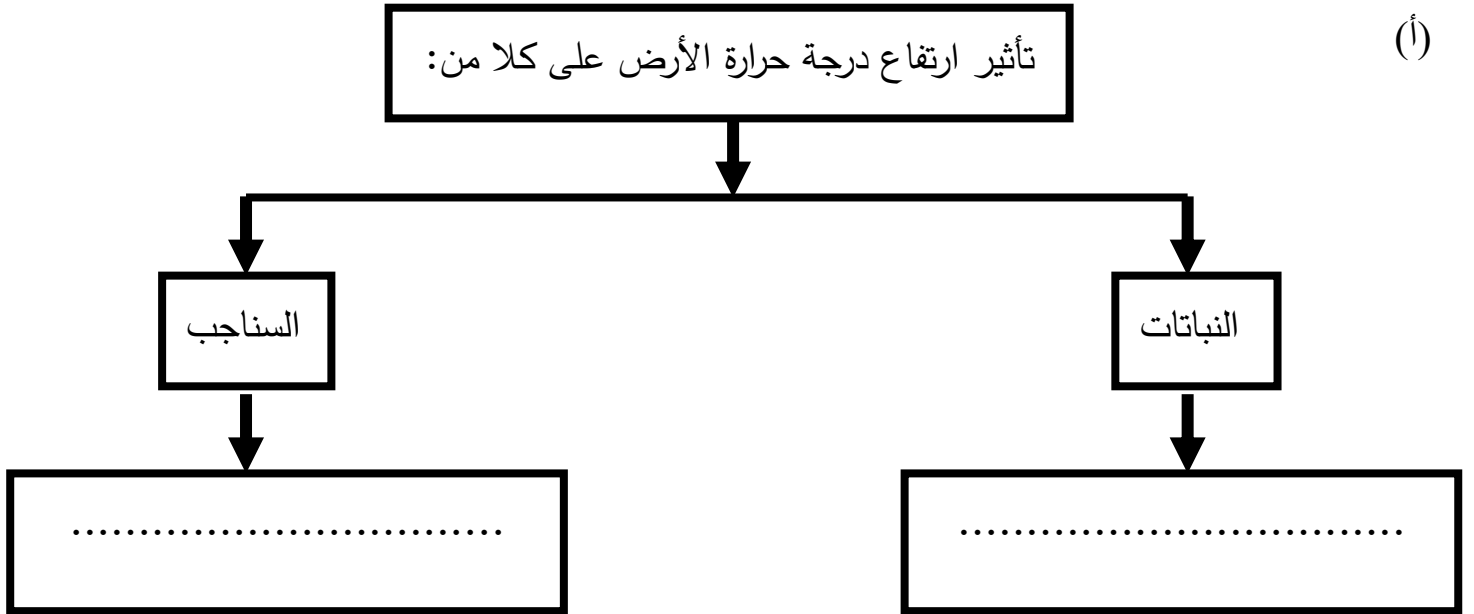 (أ)
تأثير ارتفاع درجة حرارة الأرض على كلا من:
النباتات
السناجب
.................................
................................